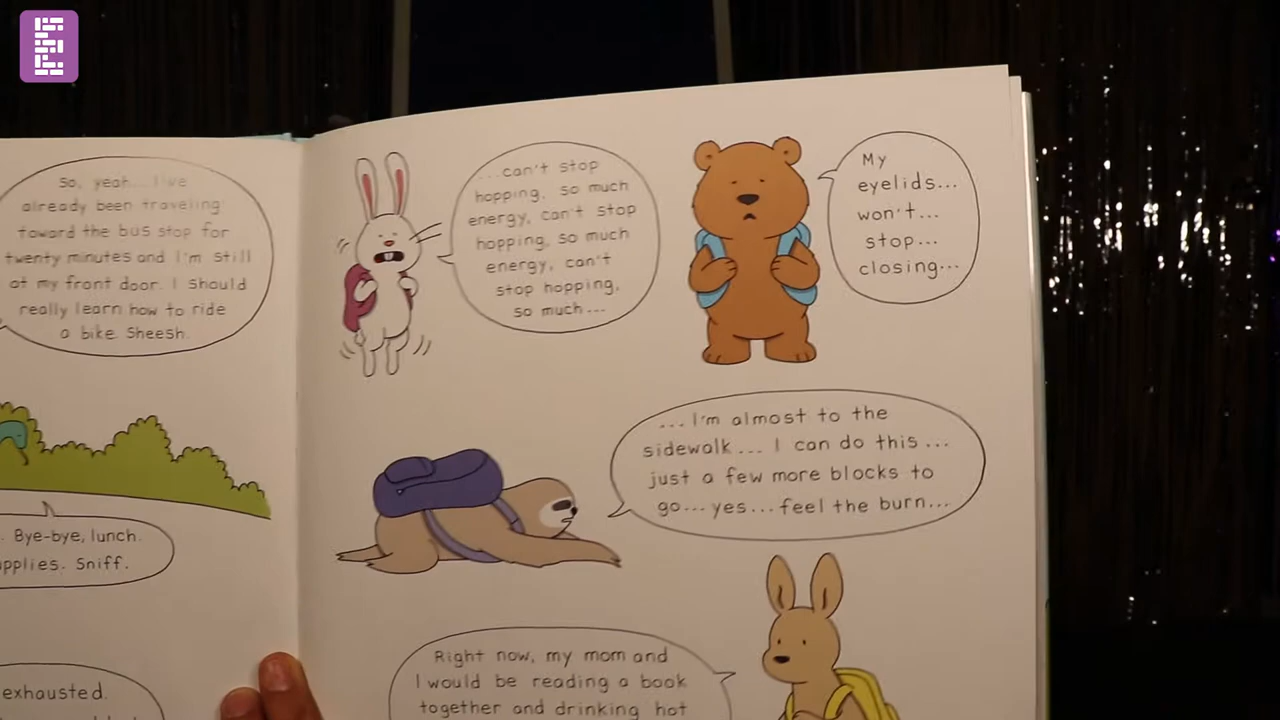 So, yeah... I've
already been traveling
toward the bus stop for
twenty minutes and I'm still
at my front door. I should
really learn how to ride
a bike. Sheesh.
. Bye-bye, lunch.
pplies. Sniff.
exhausted.
...can't stop
hopping, so much
energy, can't stop
hopping, so much
energy, can't
stop hopping,
so much...
My
eyelids...
won't...
stop...
closing...
...I'm almost to the
sidewalk... I can do this...
just a few more blocks to
go... yes... feel the burn...
Right now, my mom and
I would be reading a book
together and drinking hot